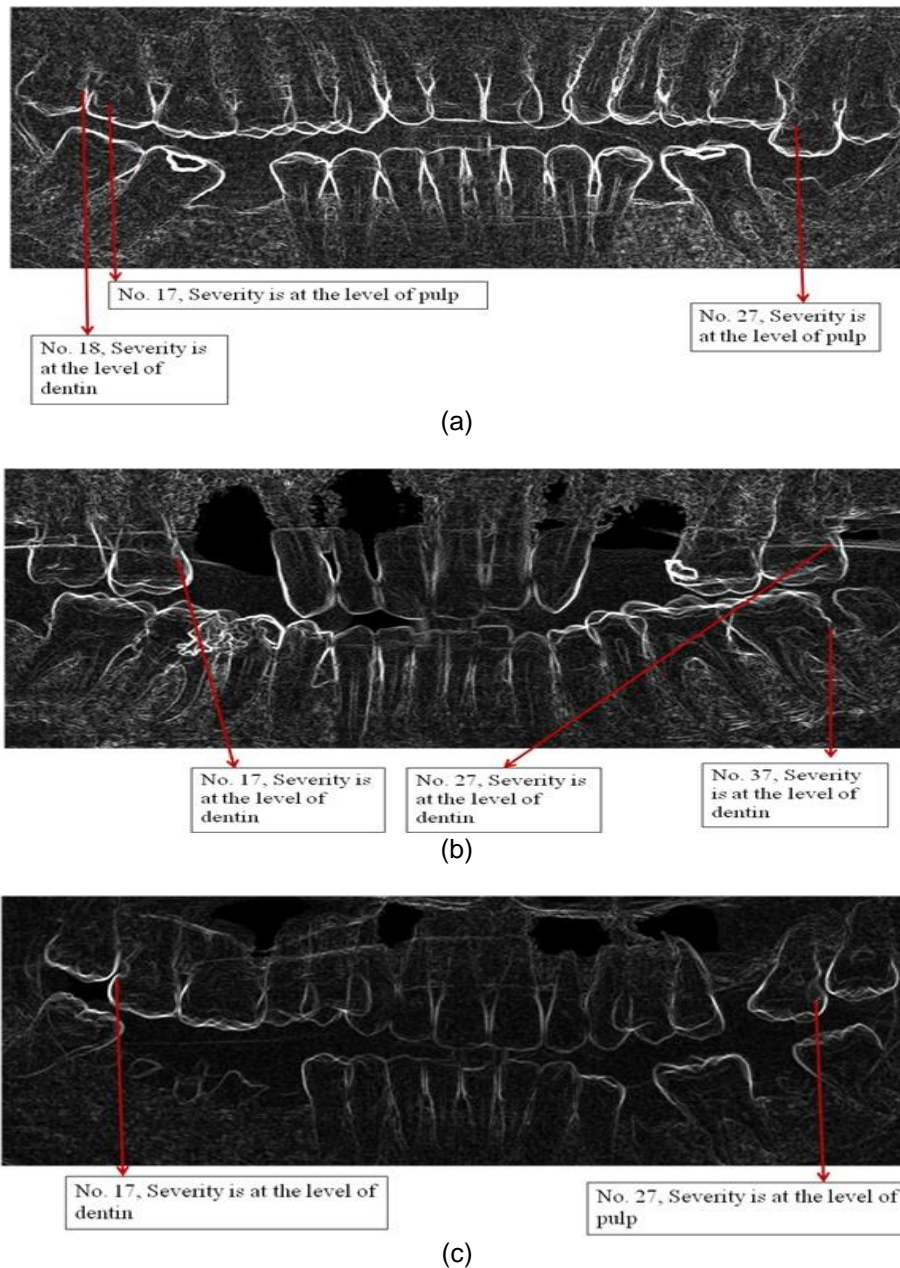 No. 17, Severity is at the level of pulp
No. 18, Severity is
at the level of
dentin
No. 27, Severity
is at the level of pulp
(a)
No. 17, Severity is
at the level of
dentin
No. 27, Severity is
at the level of
dentin
No. 37, Severity
is at the level of
dentin
(b)
No. 17, Severity is at the level of
dentin
No. 27, Severity is at the level of
pulp
(c)